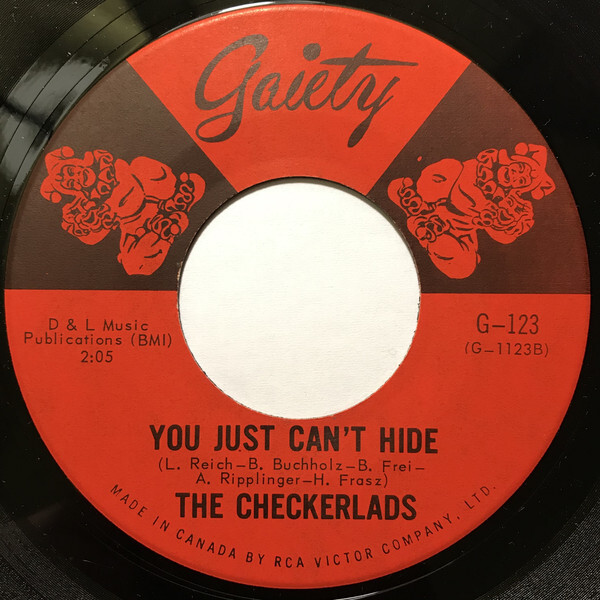 Gaiety
D & L Music
Publications (BMI)
2:05
G-123
(G-1123B)
YOU JUST CAN'T HIDE
(L. Reich-B. Buchholz-B. Frei-
A. Ripplinger-H. Frasz)
THE CHECKERLADS
MADE IN CANADA BY RCA VICTOR COMPANY, LTD.